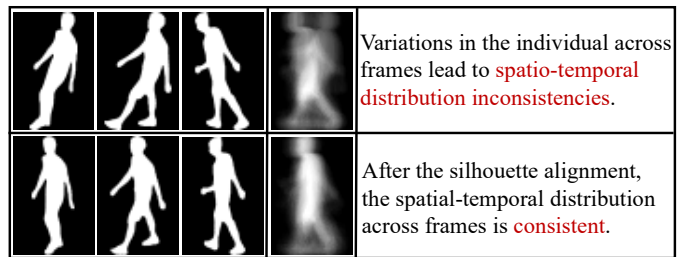 Variations in the individual across
frames lead to spatio-temporal
distribution inconsistencies.
After the silhouette alignment,
the spatial-temporal distribution
across frames is consistent.